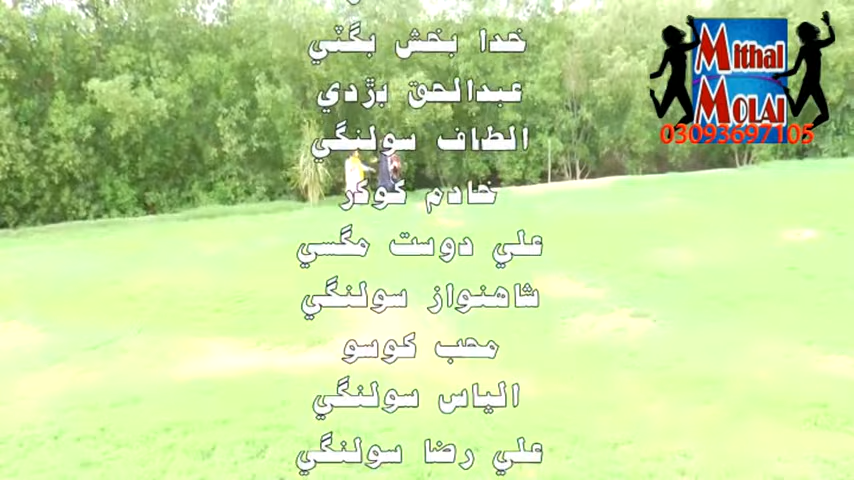 خدا بخش بگٽي
عبدالحق بڙدي
الطاف سولنگي
خادم کوکر
علي دوست مگسي
شاهنواز سولنگي
محب کوسو
الياس سولنگي
علي رضا سولنگي
Mithal
Molai
03093697105